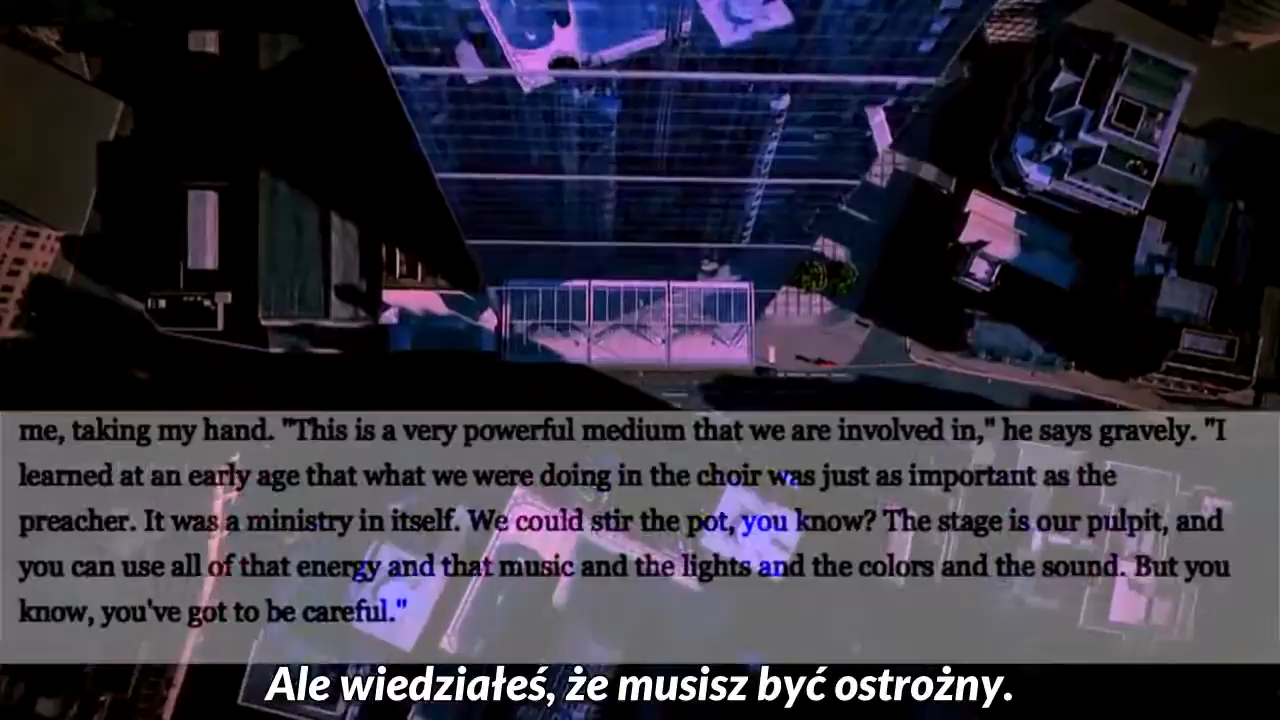 me, taking my hand. "This is a very powerful medium that we are involved in," he says gravely. "I
learned at an early age that what we were doing in the choir was just as important as the
preacher. It was a ministry in itself. We could stir the pot, you know? The stage is our pulpit, and
you can use all of that energy and that music and the lights and the colors and the sound. But you
know, you've got to be careful."
Ale wiedziałeś, że musisz być ostrożny.